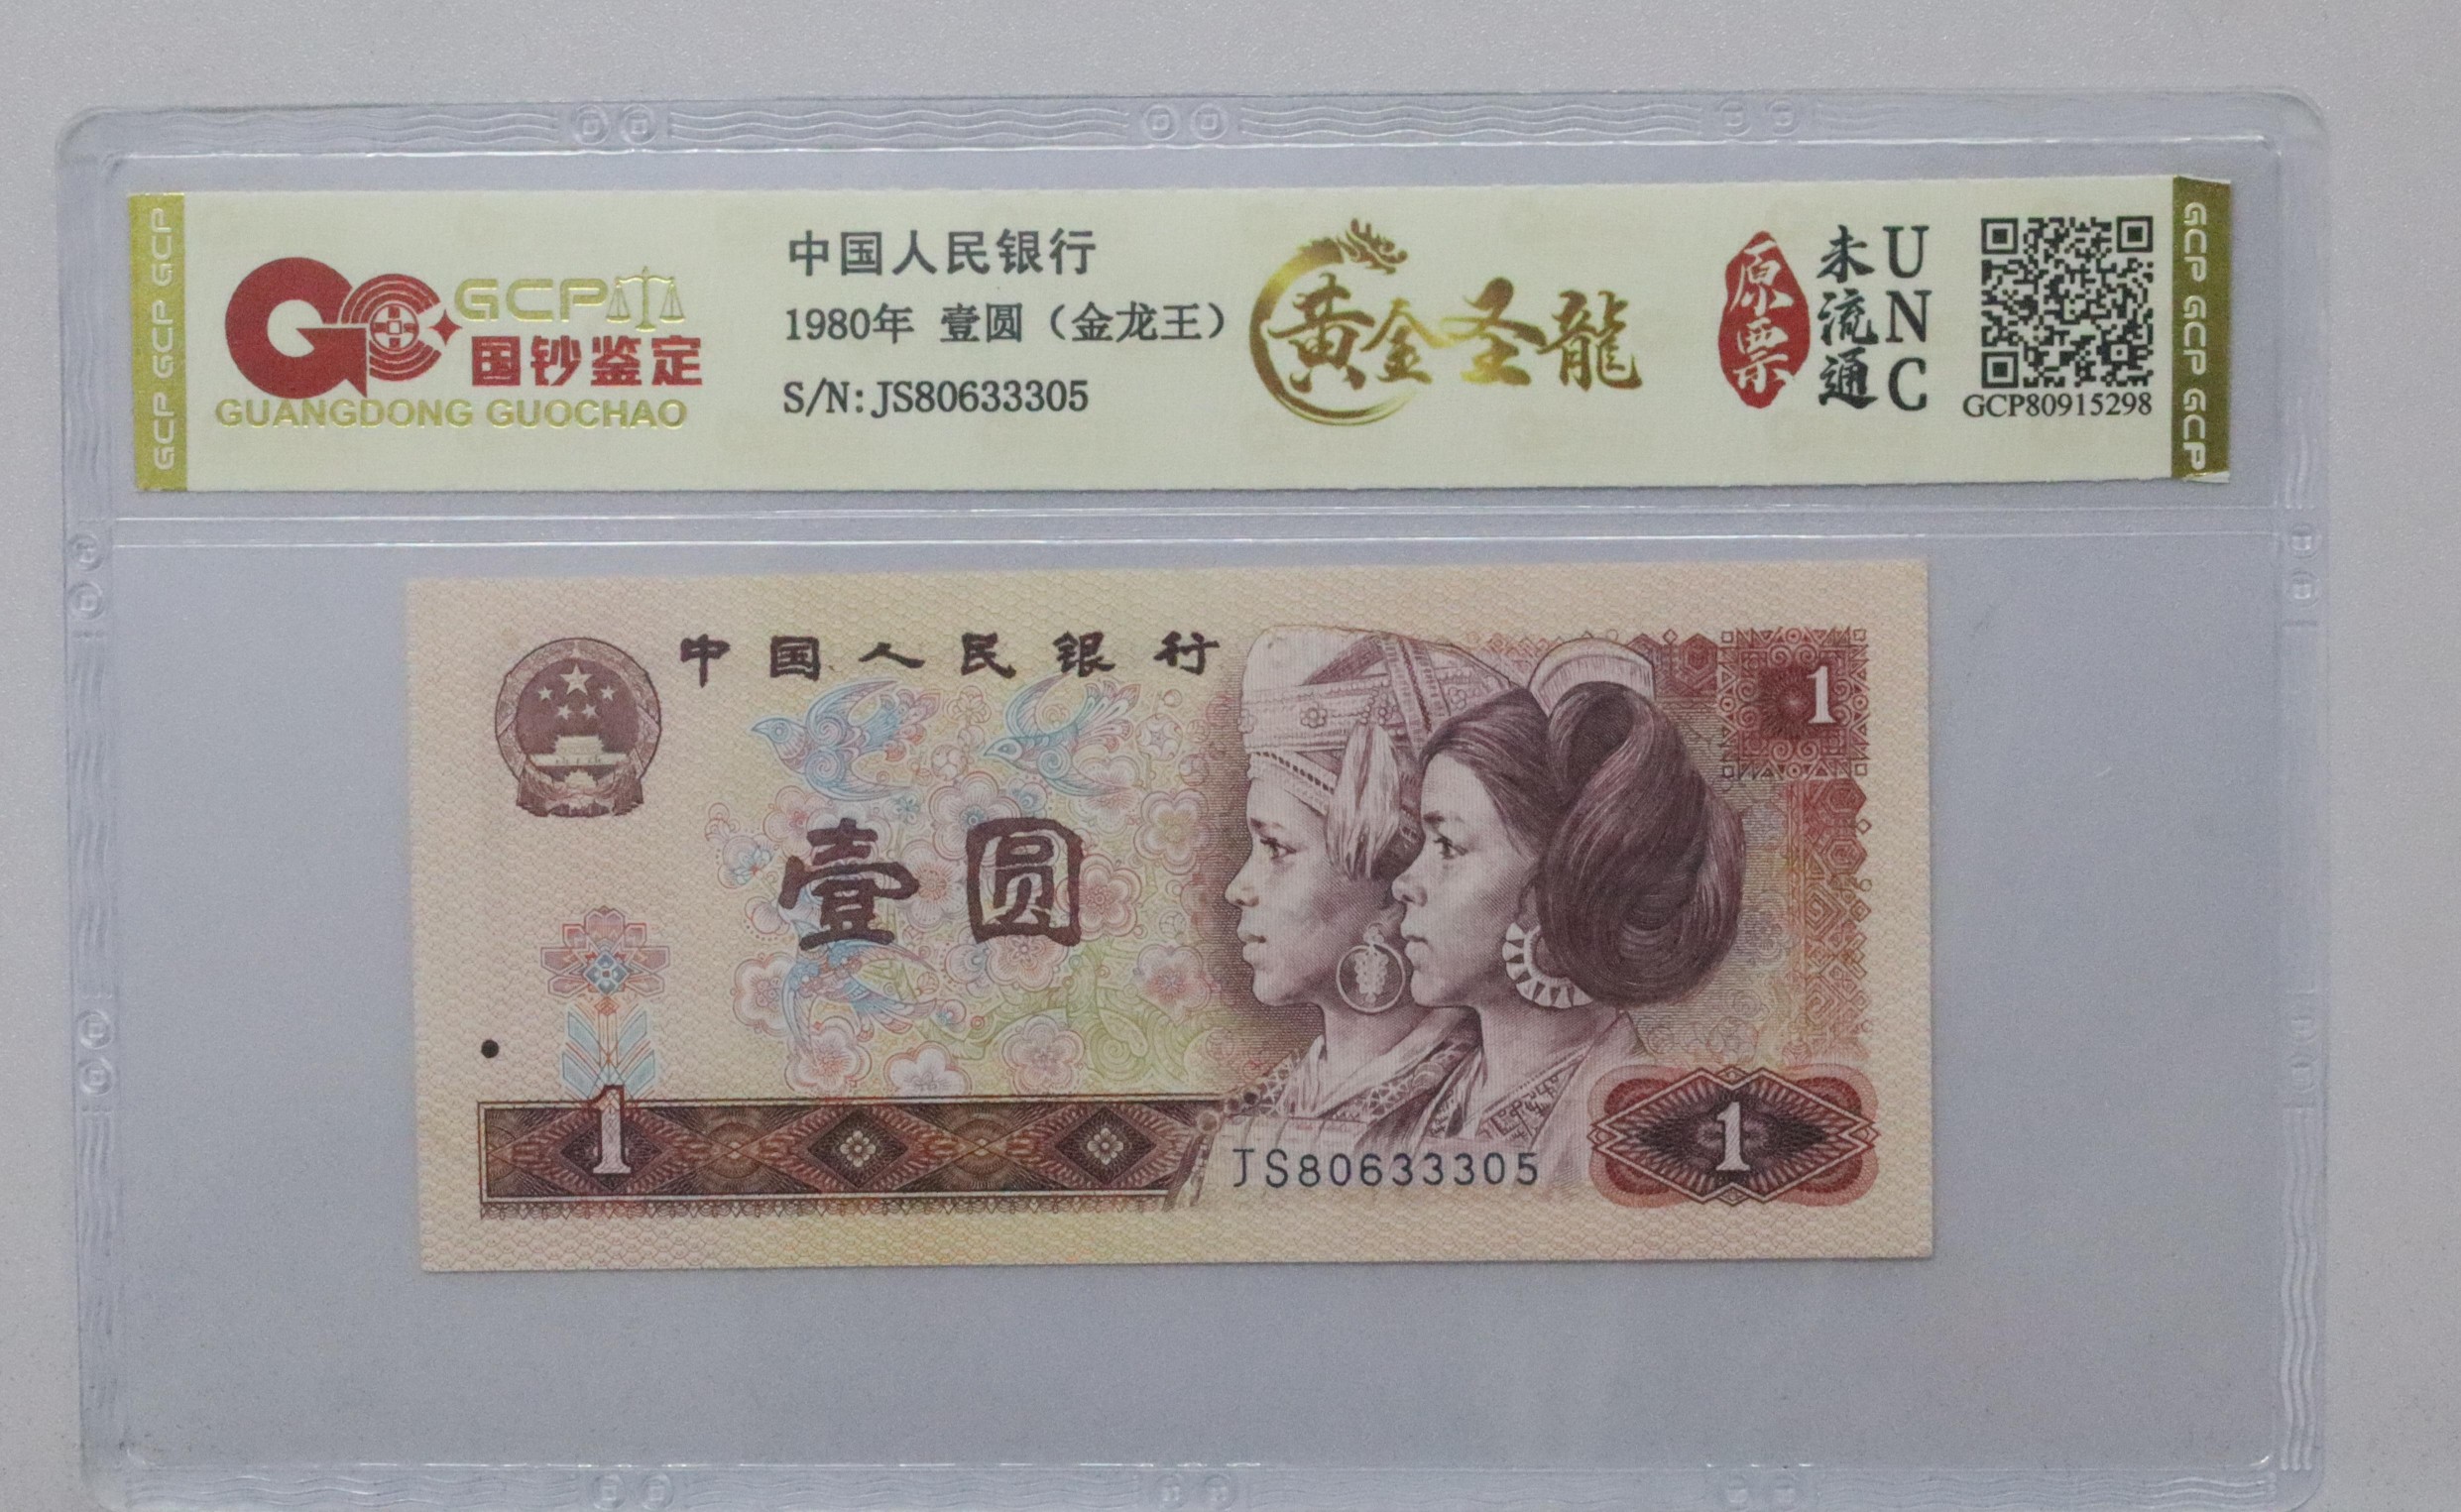 GCP GCP GCP
GCP
国钞鉴定
GUANGDONG GUOCHAO
中国人民银行
1980年 壹圆（金龙王）
S/N:JS80633305
黄金圣龍
原票
未流通
UNC
GCP80915298
GCP GCP GCP
中国人民银行
1
壹圆
1
JS80633305
1